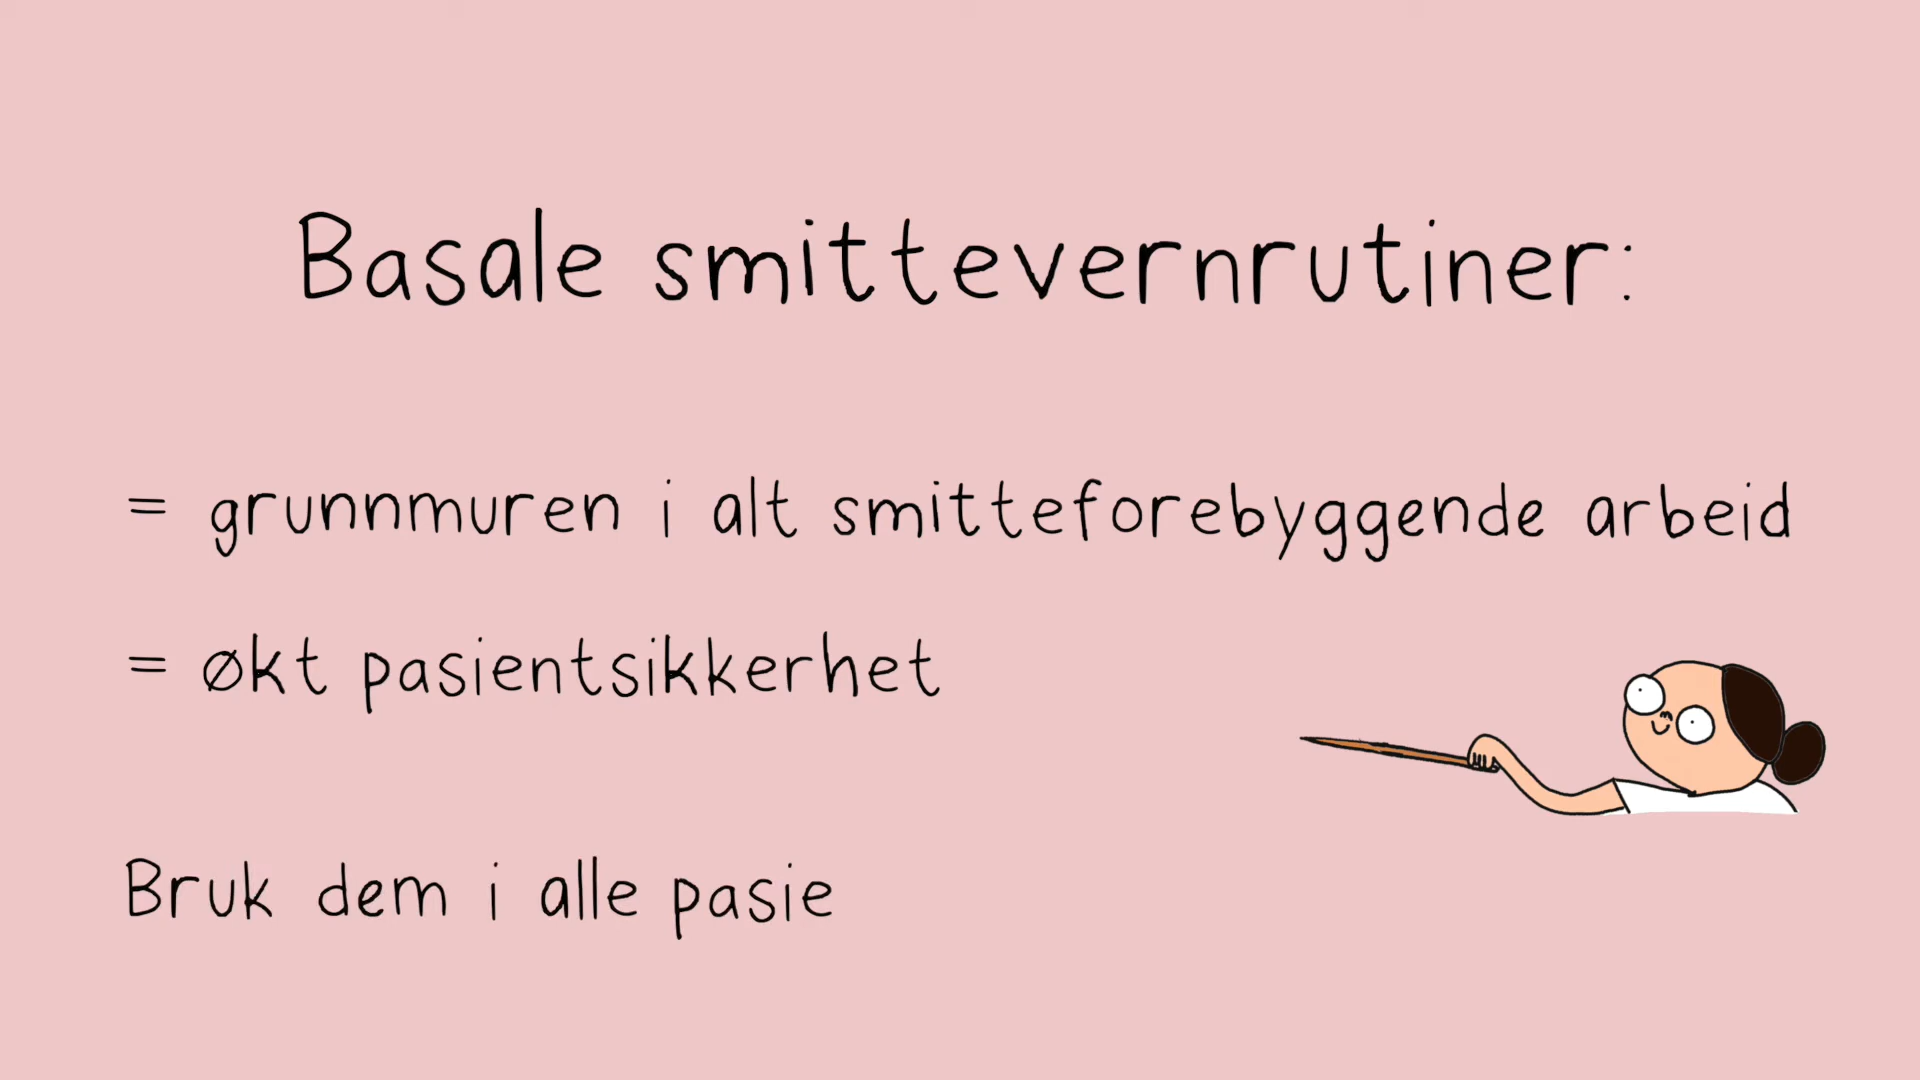 Basale smittevernrutiner:
= grunnmuren i alt smitteforebyggende arbeid
= økt pasientsikkerhet
Bruk dem i alle pasie